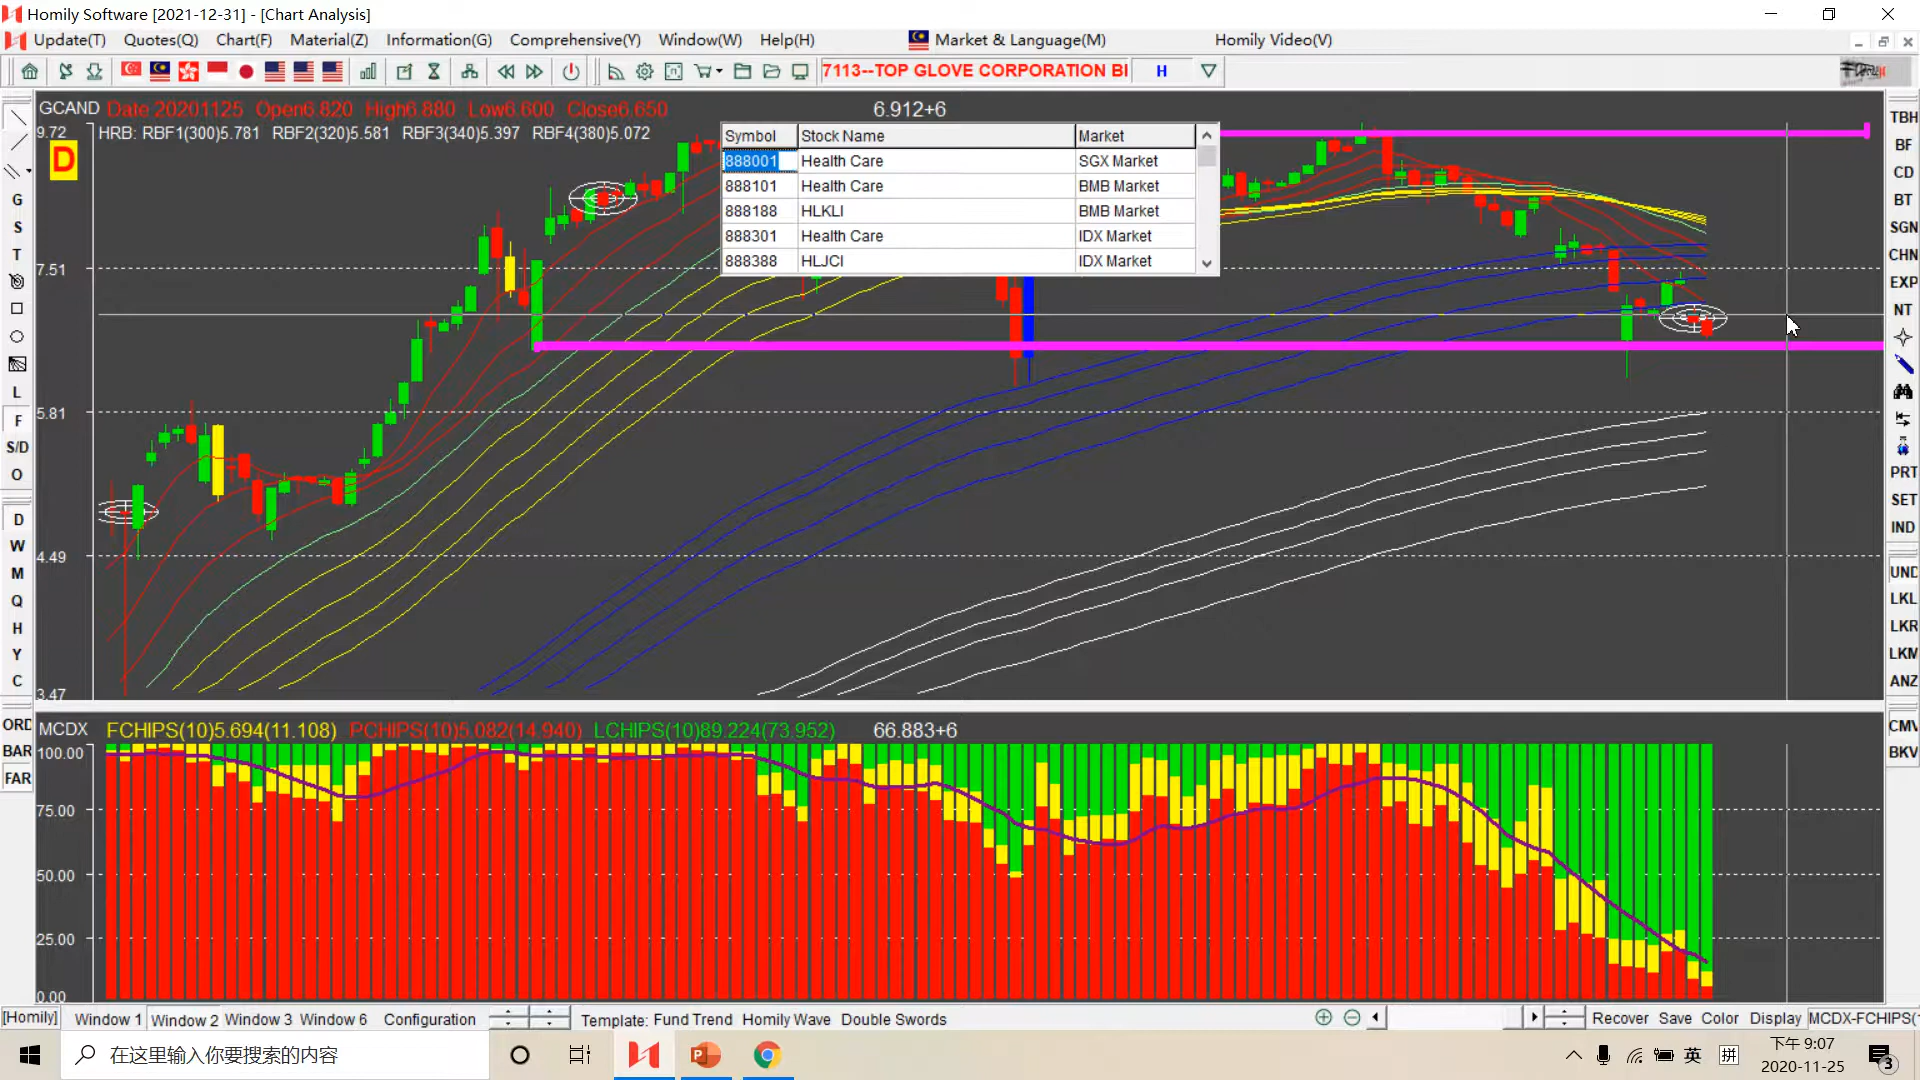 Homily Software [2021-12-31] - [Chart Analysis]
Update(T) Quotes(Q) Chart(F) Material(Z) Information(G) Comprehensive(Y) Window(W) Help(H) Market & Language(M) Homily Video(V)
7113--TOP GLOVE CORPORATION BI H
GCAND Date:20201125 Open6.820 High6.880 Low6.600 Close6.650 6.912+6
9.72 HRB: RBF1(300)5.781 RBF2(320)5.581 RBF3(340)5.397 RBF4(380)5.072
D
Symbol Stock Name Market
888001 Health Care SGX Market
888101 Health Care BMB Market
888188 HLKLI BMB Market
888301 Health Care IDX Market
888388 HLJCI IDX Market
7.51
5.81
4.49
3.47
G
S
T
L
F
S/D
O
D
W
M
Q
H
Y
C
ORD
BAR
FAR
TBH
BF
CD
BT
SGN
CHN
EXP
NT
PRT
SET
IND
UND
LKL
LKR
LKM
ANZ
CMV
BKV
MCDX FCHIPS(10)5.694(11.108) PCHIPS(10)5.082(14.940) LCHIPS(10)89.224(73.952) 66.883+6
100.00
75.00
50.00
25.00
0.00
[Homily] Window 1 Window 2 Window 3 Window 6 Configuration Template: Fund Trend Homily Wave Double Swords Recover Save Color Display MCDX-FCHIPS(
在这里输入你要搜索的内容
英 拼 下午 9:07
2020-11-25
3